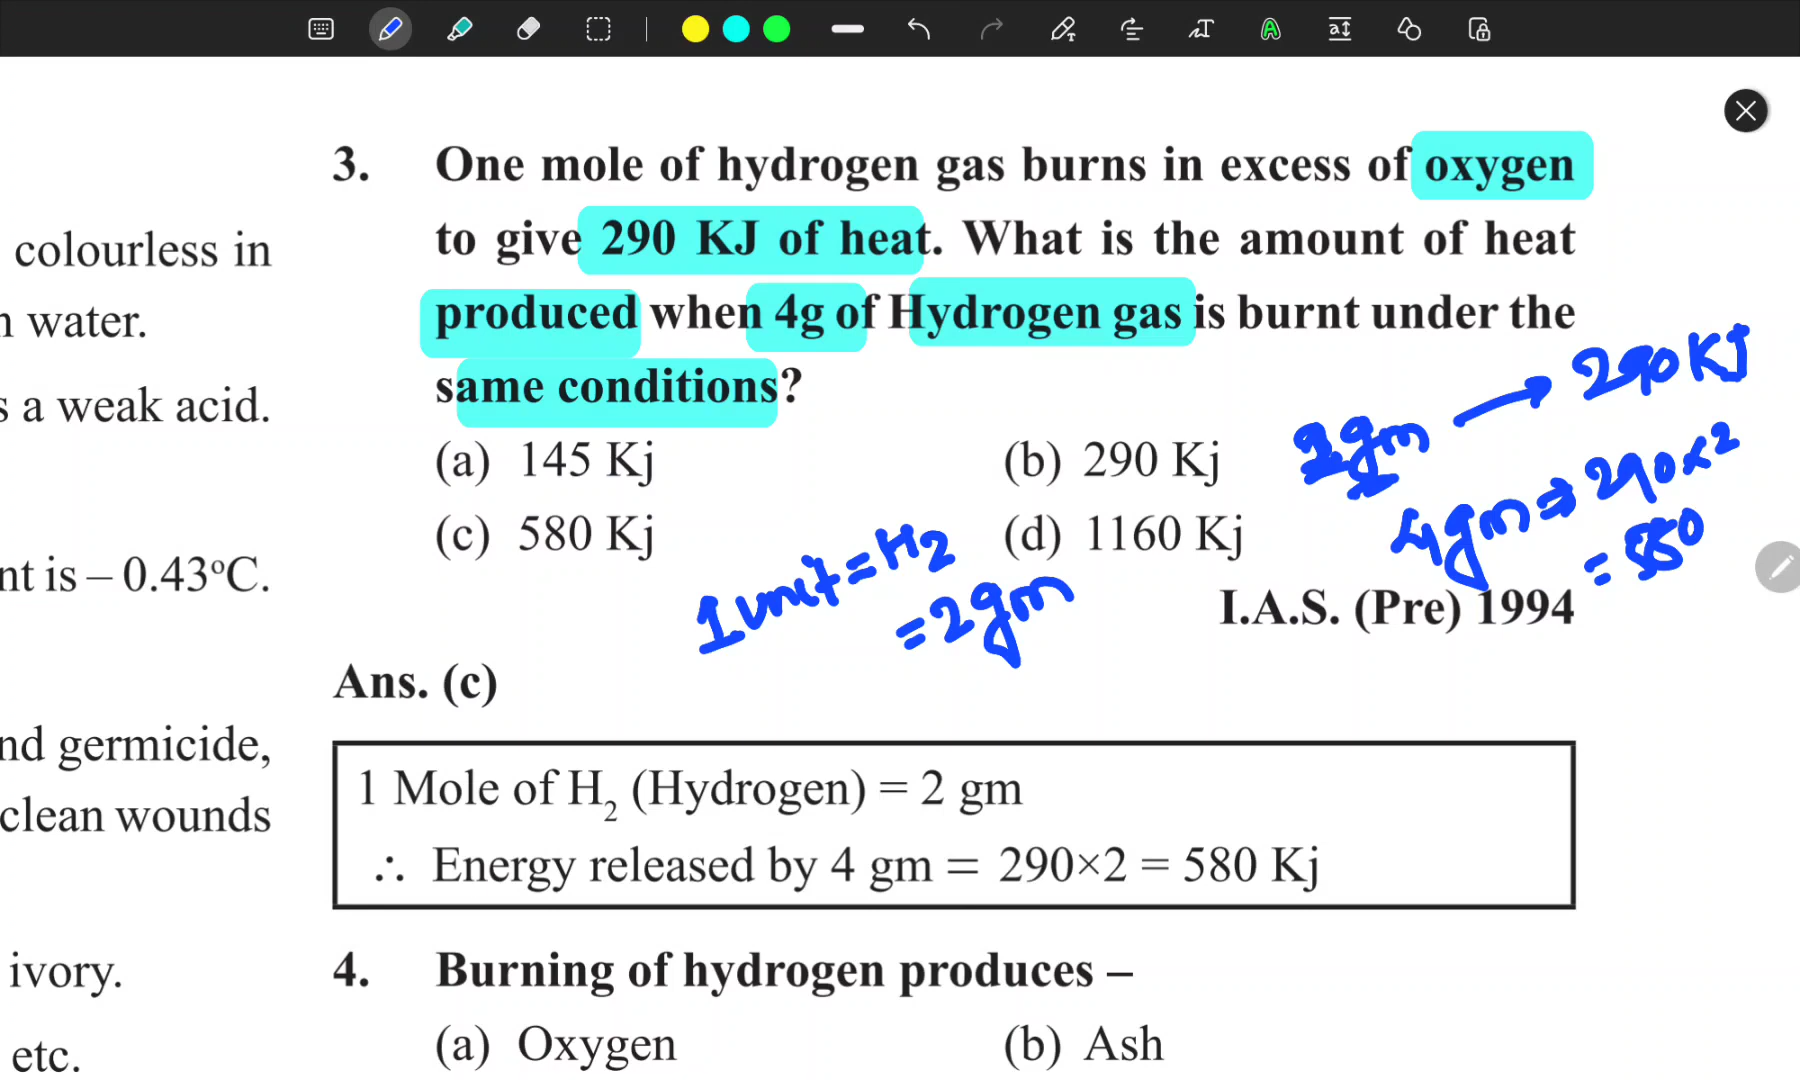 colourless in
water.
a weak acid.
nt is – 0.43°C.
nd germicide,
clean wounds
ivory.
etc.
3. One mole of hydrogen gas burns in excess of oxygen
to give 290 KJ of heat. What is the amount of heat
produced when 4g of Hydrogen gas is burnt under the
same conditions?
(a) 145 Kj (b) 290 Kj
(c) 580 Kj (d) 1160 Kj
I.A.S. (Pre) 1994
2gm → 290KJ
4gm ⇒ 290×2
= 580
1 unit = H2
= 2gm
Ans. (c)
1 Mole of H₂ (Hydrogen) = 2 gm
∴ Energy released by 4 gm = 290×2 = 580 Kj
4. Burning of hydrogen produces –
(a) Oxygen (b) Ash